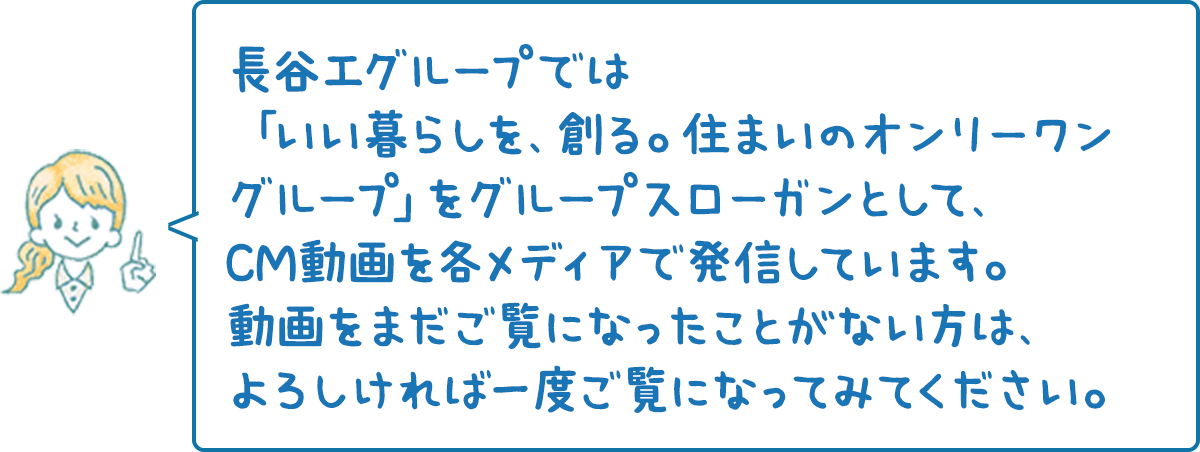 長谷工グループでは
「いい暮らしを、創る。住まいのオンリーワン
グループ」をグループスローガンとして、
CM動画を各メディアで発信しています。
動画をまだご覧になったことがない方は、
よろしければ一度ご覧になってみてください。